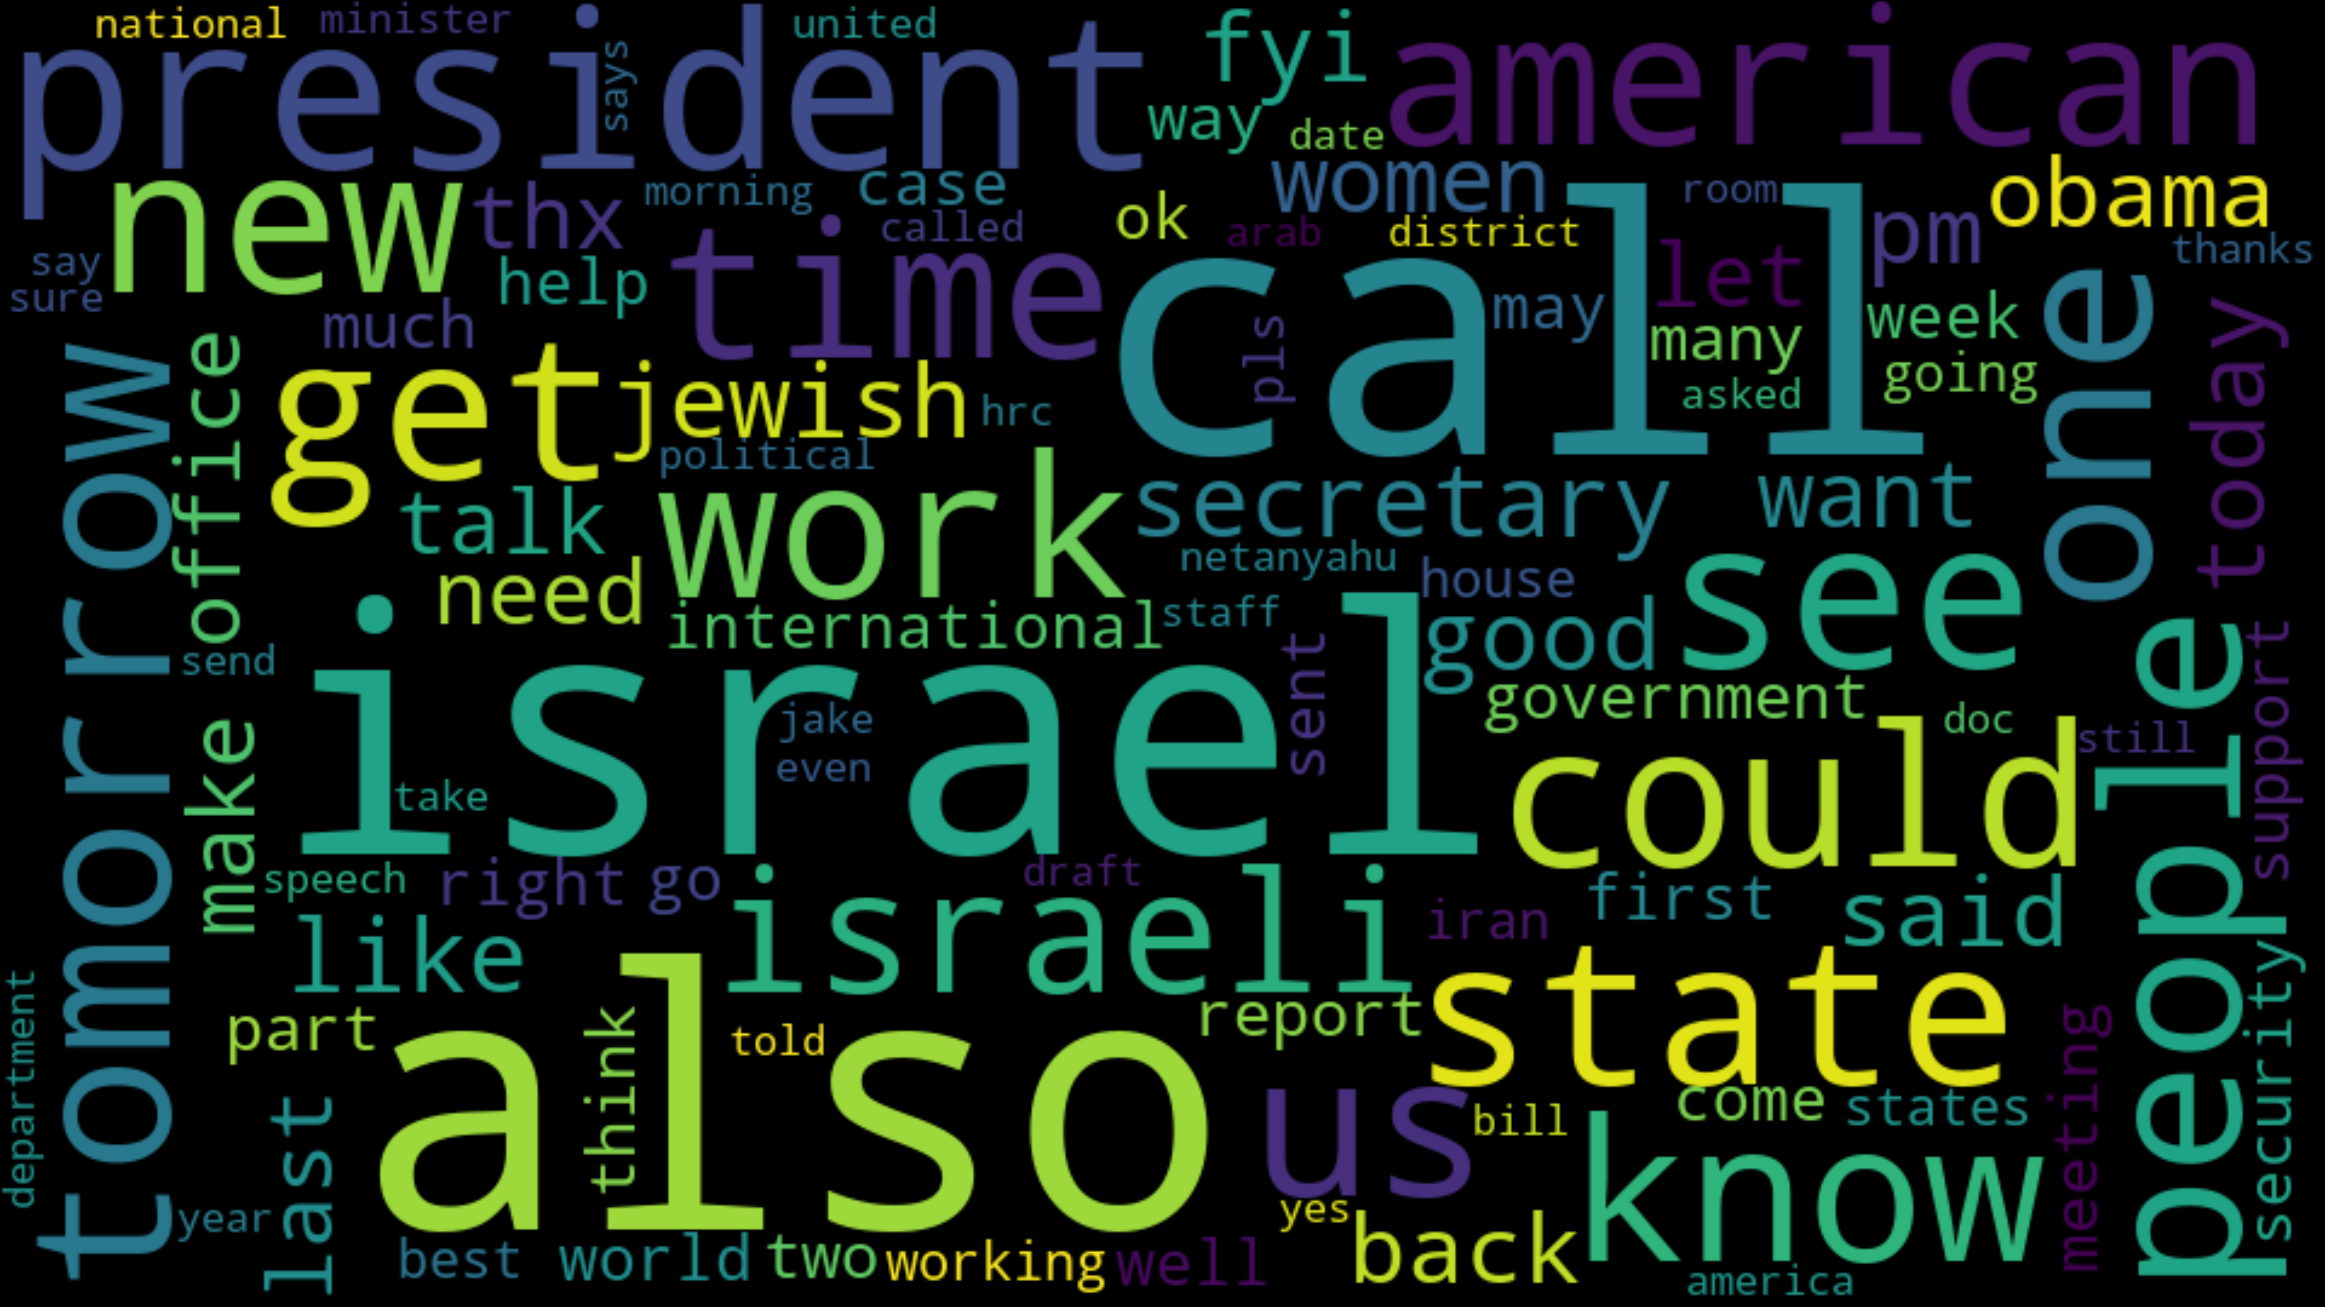 national
minister
united
president
says
fyi
american
way
date
new
thx
morning
case
called
women
room
obama
ok
arab
district
pm
thanks
say
sure
help
time
call
let
may
many
week
going
asked
pls
one
today
much
office
get
jewish
hrc
political
tomorrow
talk
work
secretary
want
netanyahu
house
see
need
international
staff
good
send
israel
sent
government
doc
still
support
people
jake
even
take
make
could
speech
right
go
draft
israeli
iran
first
said
like
state
security
department
part
think
told
also
report
us
bill
come
states
meeting
last
year
yes
know
best
world
two
working
well
back
america